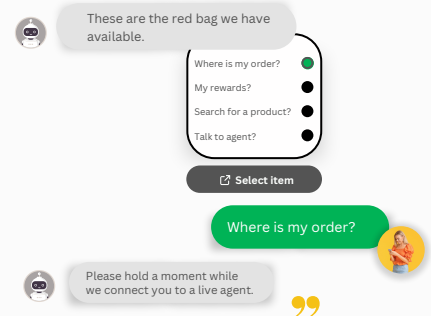 These are the red bag we have
available.
Where is my order?
My rewards?
Search for a product?
Talk to agent?
Select item
Where is my order?
Please hold a moment while
we connect you to a live agent.
”